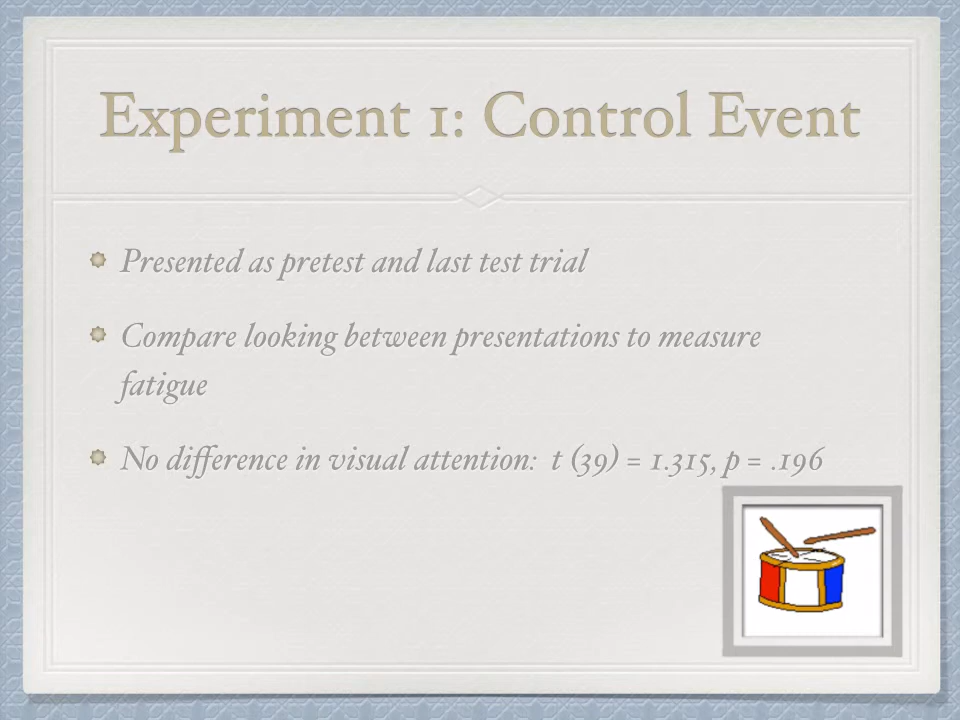 Experiment 1: Control Event
Presented as pretest and last test trial
Compare looking between presentations to measure
fatigue
No difference in visual attention: t (39) = 1.315, p = .196